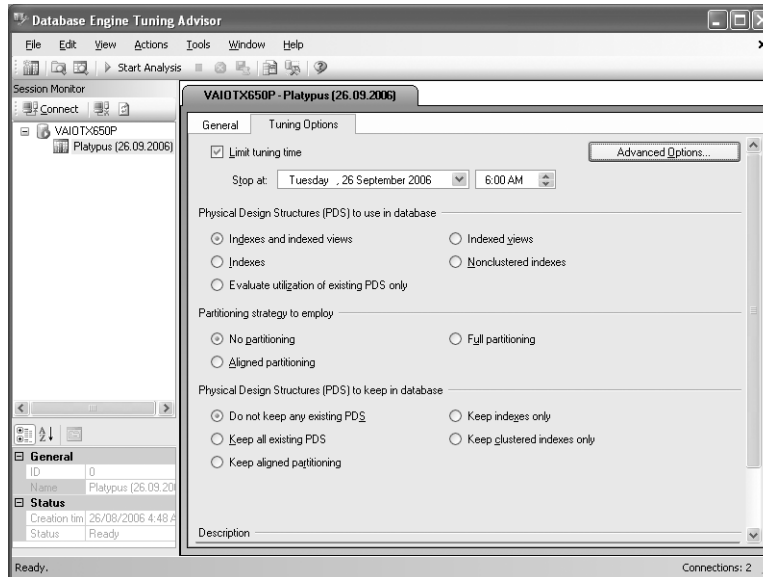 Database Engine Tuning Advisor
File Edit View Actions Tools Window Help
Start Analysis
Session Monitor
Connect
VAIOTX650P
Platypus (26.09.2006)
General
ID 0
Name Platypus (26.09.20
Status
Creation tim 26/08/2006 4:48 A
Status Ready
VAIOTX650P - Platypus (26.09.2006)
General Tuning Options
Limit tuning time Advanced Options...
Stop at: Tuesday , 26 September 2006 6:00 AM
Physical Design Structures (PDS) to use in database
Indexes and indexed views Indexed views
Indexes Nonclustered indexes
Evaluate utilization of existing PDS only
Partitioning strategy to employ
No partitioning Full partitioning
Aligned partitioning
Physical Design Structures (PDS) to keep in database
Do not keep any existing PDS Keep indexes only
Keep all existing PDS Keep clustered indexes only
Keep aligned partitioning
Description
Ready. Connections: 2